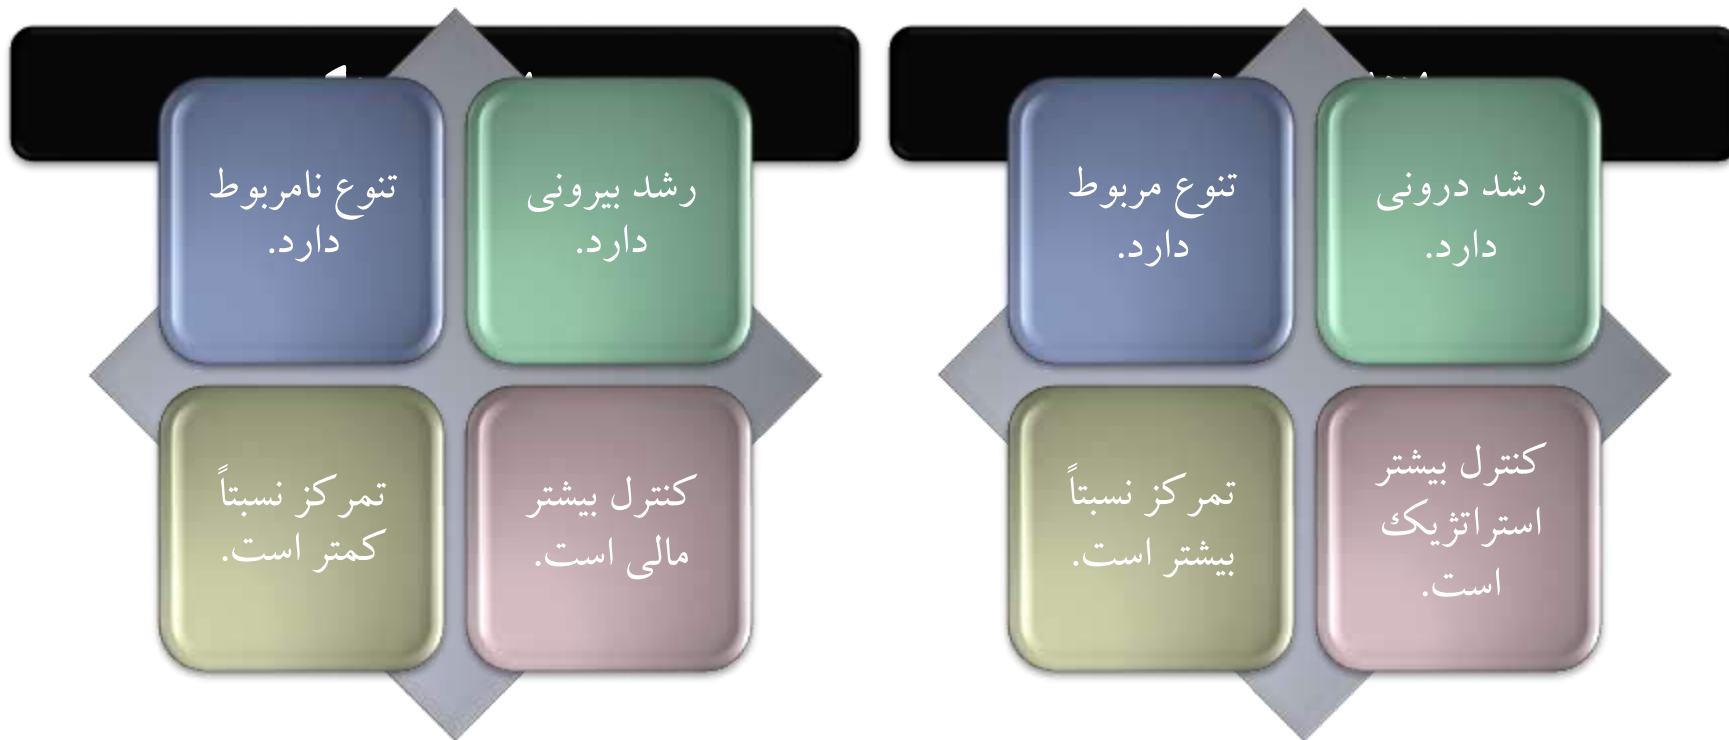 رشد درونی
دارد.
تنوع مربوط
دارد.
کنترل بیشتر
استراتژیک
است.
تمرکز نسبتاً
بیشتر است.
رشد بیرونی
دارد.
تنوع نامربوط
دارد.
کنترل بیشتر
مالی است.
تمرکز نسبتاً
کمتر است.